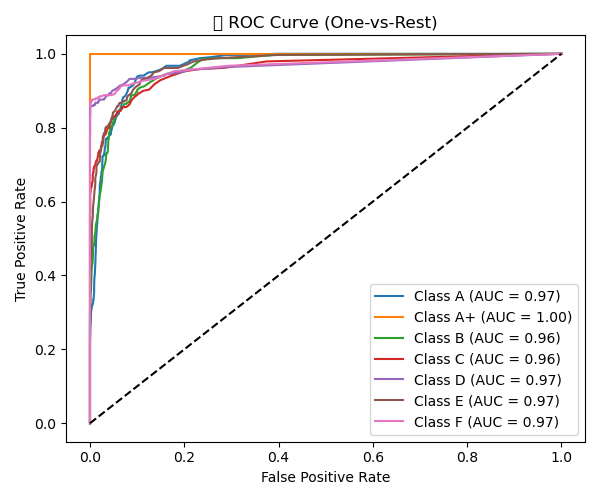 ROC Curve (One-vs-Rest)
True Positive Rate
1.0
0.8
0.6
0.4
0.2
0.0
0.0 0.2 0.4 0.6 0.8 1.0
False Positive Rate
Class A (AUC = 0.97)
Class A+ (AUC = 1.00)
Class B (AUC = 0.96)
Class C (AUC = 0.96)
Class D (AUC = 0.97)
Class E (AUC = 0.97)
Class F (AUC = 0.97)